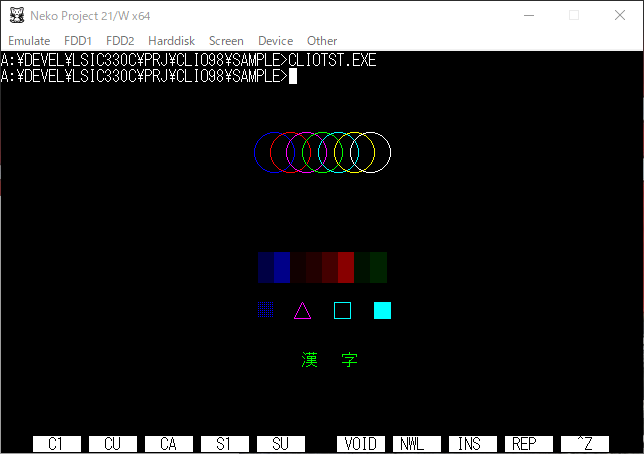 Neko Project 21/W x64
Emulate FDD1 FDD2 Harddisk Screen Device Other
A:¥DEVEL¥LSIC330C¥PRJ¥CLIO98¥SAMPLE>CLIOTST.EXE
A:¥DEVEL¥LSIC330C¥PRJ¥CLIO98¥SAMPLE>
漢 字
C1 CU CA S1 SU VOID NWL INS REP ^Z